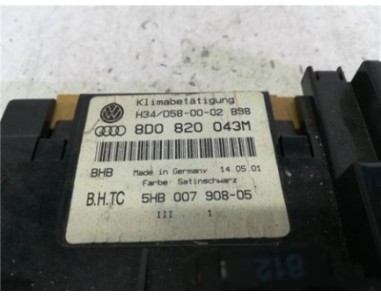 Klimabetätigung
H34/D58-00-02 898
8D0 820 043M
BHB Made in Germany 14.05.01
Farbe: Satinschwarz
B.H.TC 5HB 007 908-05
III 1
812